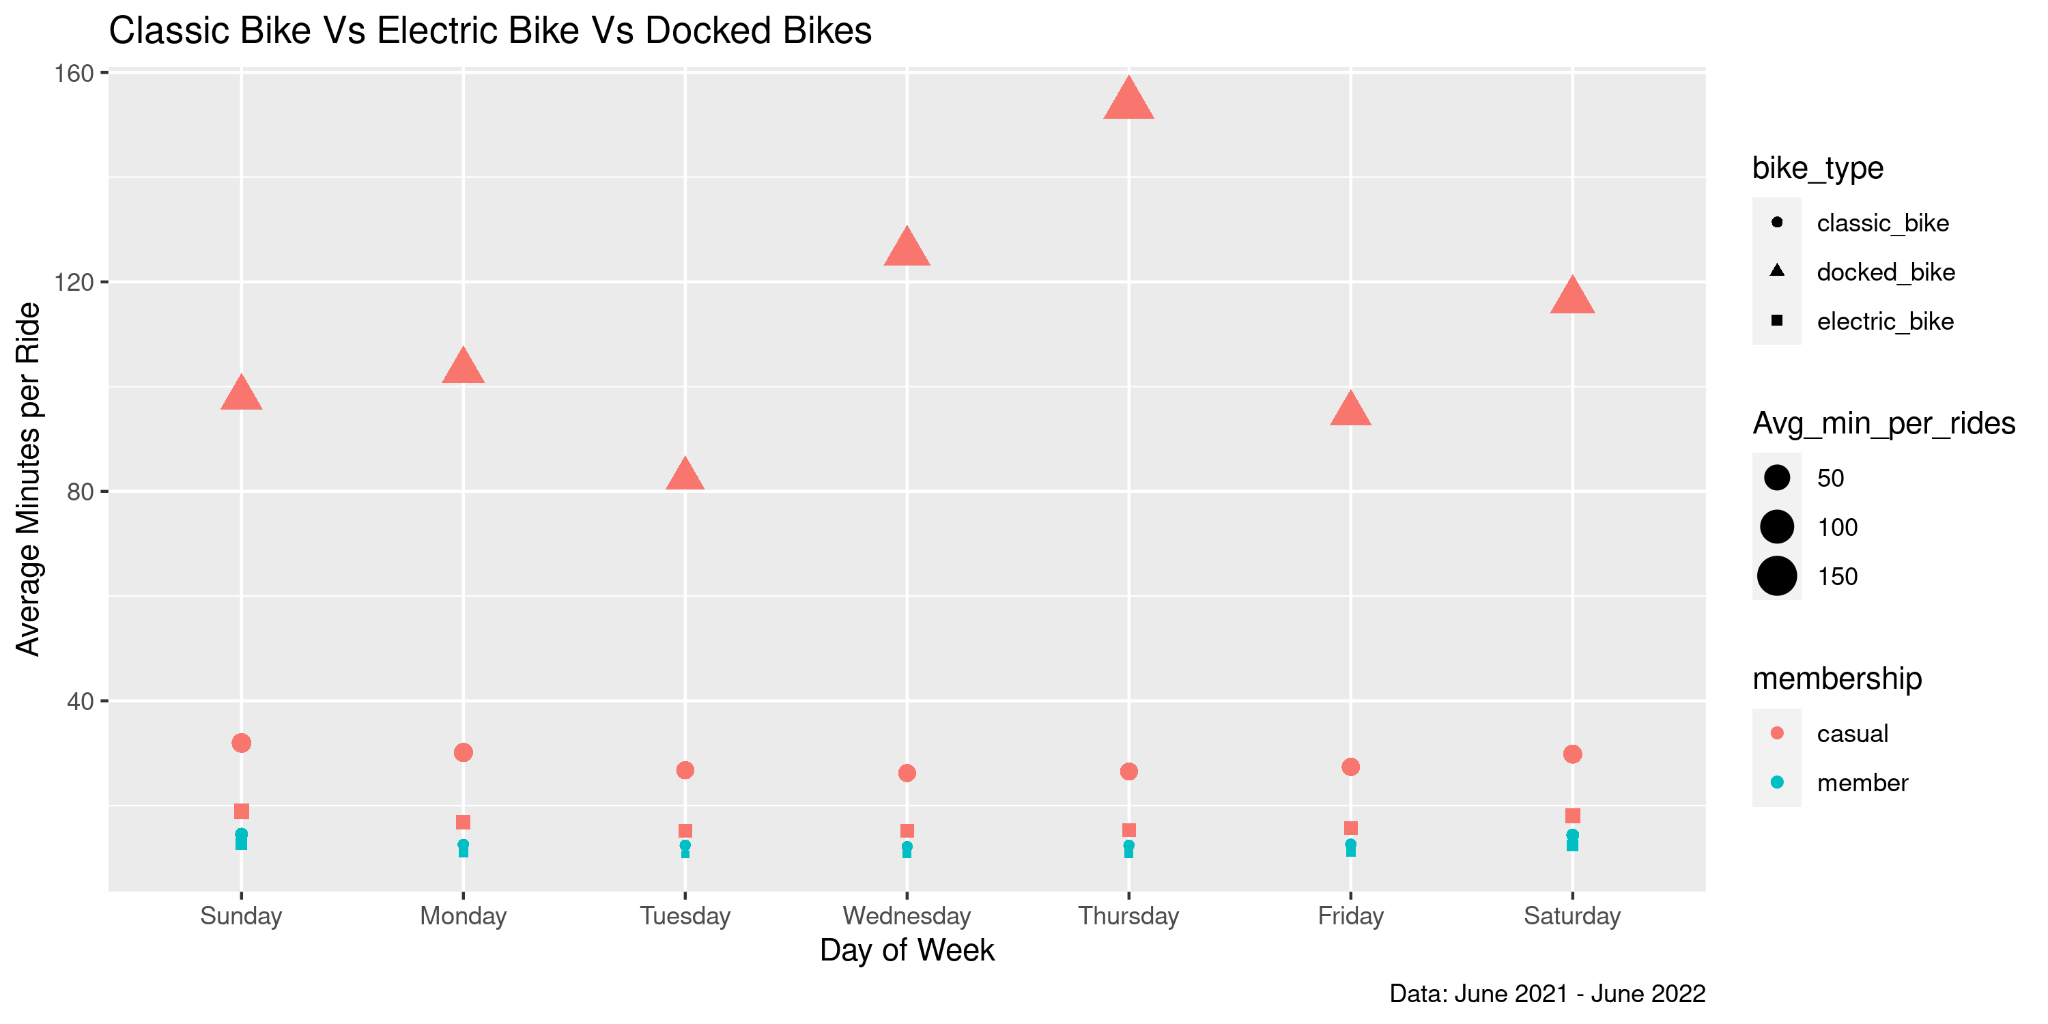 Classic Bike Vs Electric Bike Vs Docked Bikes
Average Minutes per Ride
160
120
80
40
Sunday Monday Tuesday Wednesday Thursday Friday Saturday
Day of Week
Data: June 2021 - June 2022
bike_type
classic_bike
docked_bike
electric_bike
Avg_min_per_rides
50
100
150
membership
casual
member